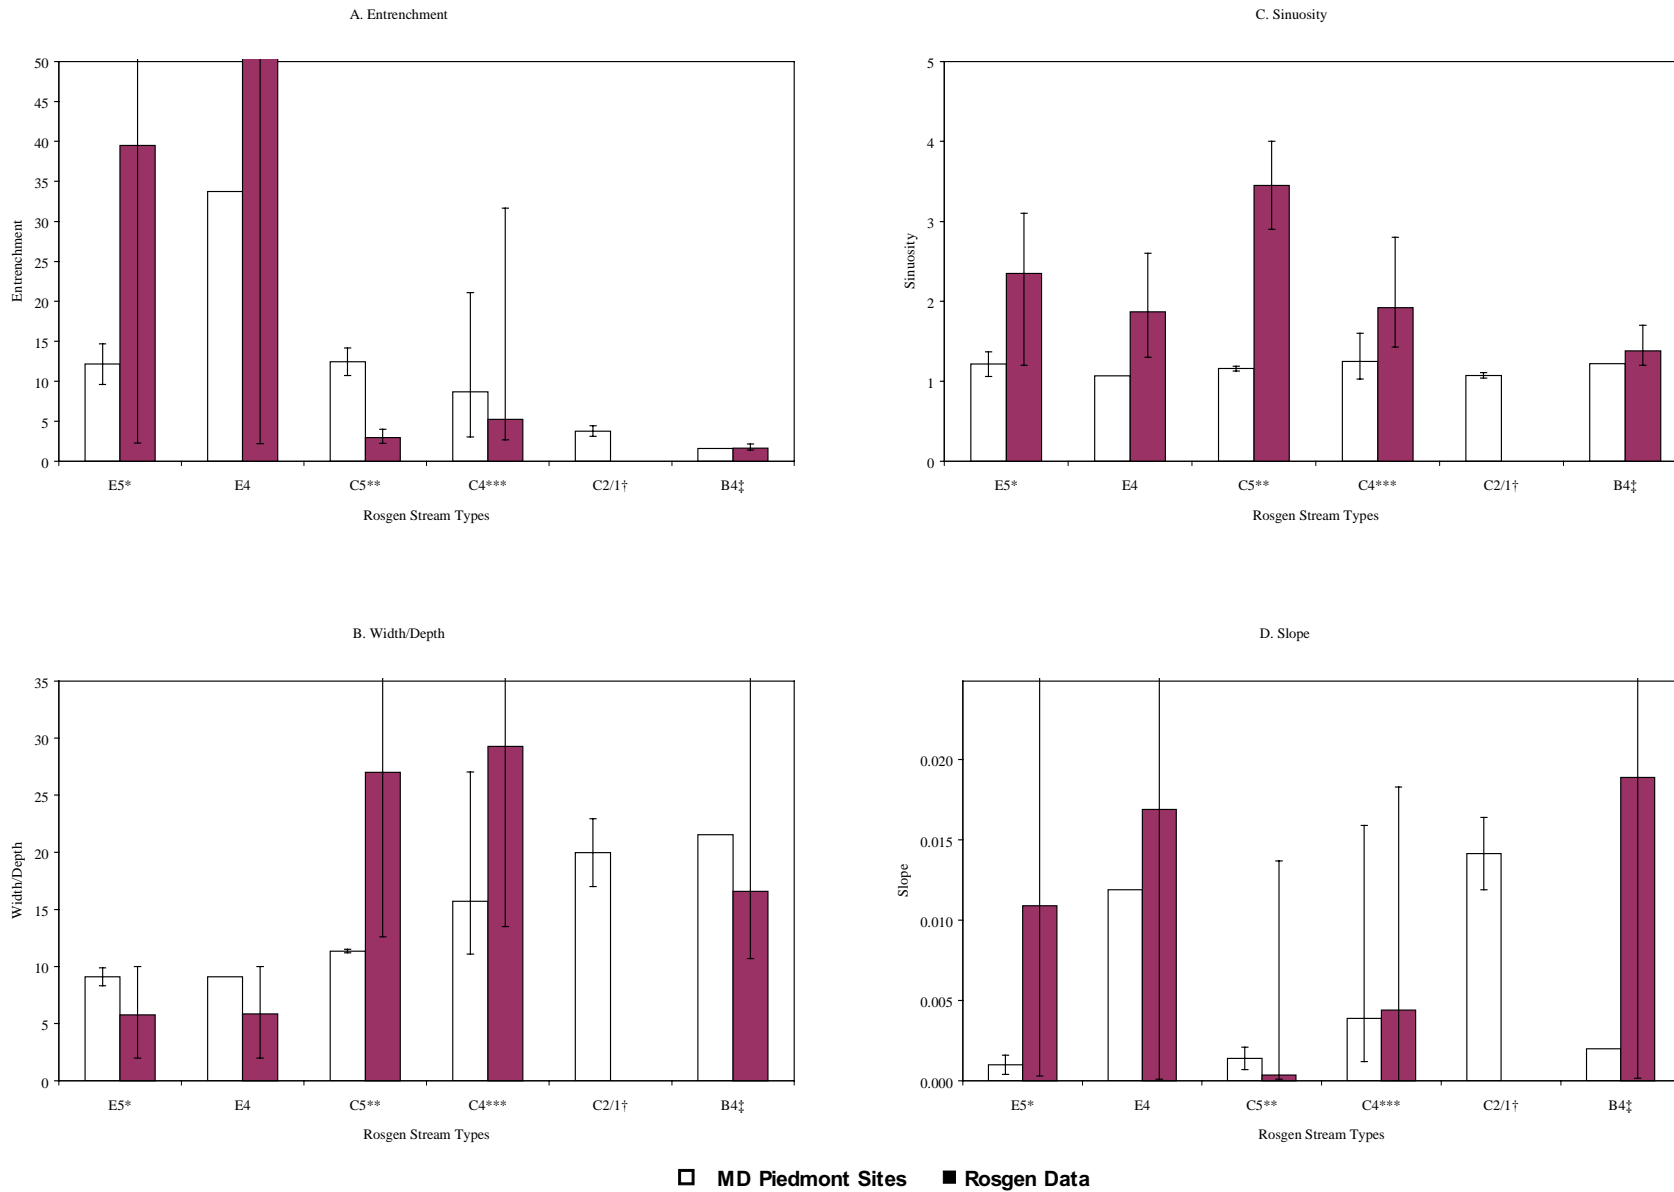 A. Entrenchment
50
45
40
35
30
25
20
15
10
5
0
Entrenchment
E5* E4 C5** C4*** C2/1† B4‡
Rosgen Stream Types
C. Sinuosity
5
4
3
2
1
0
Sinuosity
E5* E4 C5** C4*** C2/1† B4‡
Rosgen Stream Types
B. Width/Depth
35
30
25
20
15
10
5
0
Width/Depth
E5* E4 C5** C4*** C2/1† B4‡
Rosgen Stream Types
D. Slope
0.020
0.015
0.010
0.005
0.000
Slope
E5* E4 C5** C4*** C2/1† B4‡
Rosgen Stream Types
MD Piedmont Sites Rosgen Data